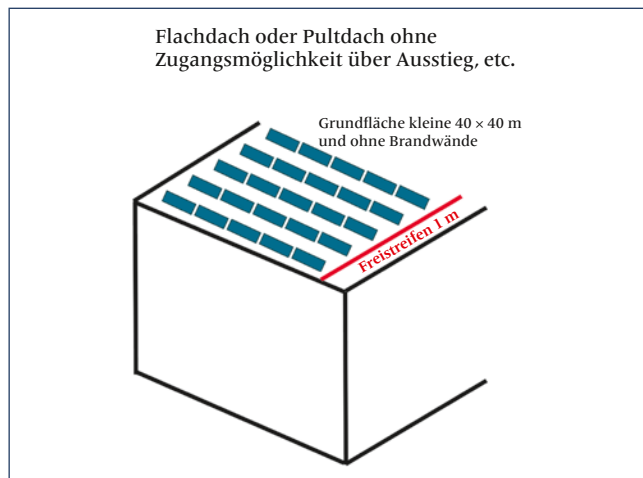 Flachdach oder Pultdach ohne
Zugangsmöglichkeit über Ausstieg, etc.
Grundfläche kleine 40 × 40 m
und ohne Brandwände
Freistreifen 1 m